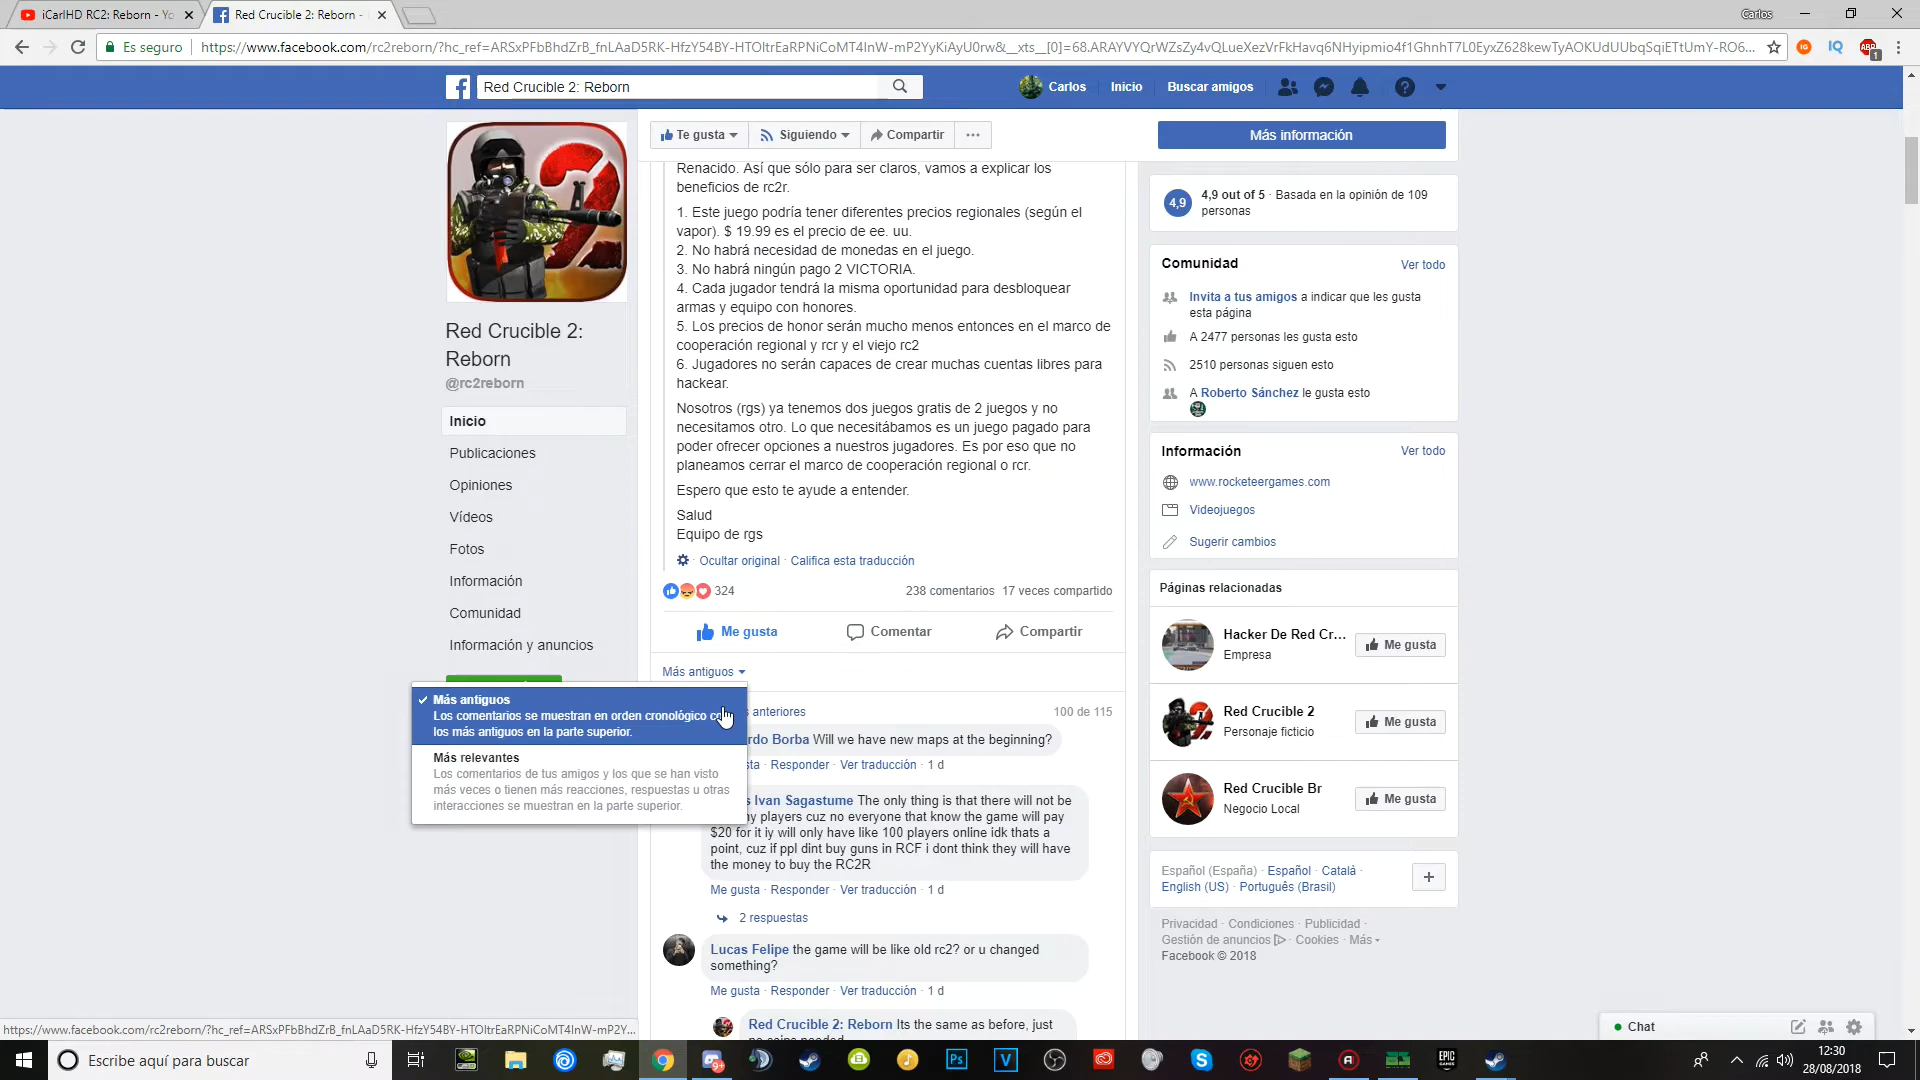 iCarlHD RC2: Reborn - Yo
Red Crucible 2: Reborn -
Carlos
Es seguro
https://www.facebook.com/rc2reborn/?hc_ref=ARSxPFbBhdZrB_fnLAaD5RK-HfzY54BY-HTOltrEaRPNiCoMT4lnW-mP2YyKiAyU0rw&__xts__[0]=68.ARAYVYQrWZsZy4vQLueXezVrFkHavq6NHyipmio4f1GhnhT7L0EyxZ628kewTyAOKUdUUbqSqiETtUmY-RO6...
Red Crucible 2: Reborn
Carlos
Inicio
Buscar amigos
Te gusta
Siguiendo
Compartir
Más información
Red Crucible 2:
Reborn
@rc2reborn
Inicio
Publicaciones
Opiniones
Vídeos
Fotos
Información
Comunidad
Información y anuncios
Renacido. Así que sólo para ser claros, vamos a explicar los
beneficios de rc2r.
1. Este juego podría tener diferentes precios regionales (según el
vapor). $ 19.99 es el precio de ee. uu.
2. No habrá necesidad de monedas en el juego.
3. No habrá ningún pago 2 VICTORIA.
4. Cada jugador tendrá la misma oportunidad para desbloquear
armas y equipo con honores.
5. Los precios de honor serán mucho menos entonces en el marco de
cooperación regional y rcr y el viejo rc2
6. Jugadores no serán capaces de crear muchas cuentas libres para
hackear.
Nosotros (rgs) ya tenemos dos juegos gratis de 2 juegos y no
necesitamos otro. Lo que necesitábamos es un juego pagado para
poder ofrecer opciones a nuestros jugadores. Es por eso que no
planeamos cerrar el marco de cooperación regional o rcr.
Espero que esto te ayude a entender.
Salud
Equipo de rgs
· Ocultar original · Califica esta traducción
324
238 comentarios 17 veces compartido
Me gusta
Comentar
Compartir
Más antiguos
Más antiguos
Los comentarios se muestran en orden cronológico c
los más antiguos en la parte superior.
Más relevantes
Los comentarios de tus amigos y los que se han visto
más veces o tienen más reacciones, respuestas u otras
interacciones se muestran en la parte superior.
s anteriores
100 de 115
rdo Borba Will we have new maps at the beginning?
sta · Responder · Ver traducción · 1 d
s Ivan Sagastume The only thing is that there will not be
ny players cuz no everyone that know the game will pay
$20 for it iy will only have like 100 players online idk thats a
point, cuz if ppl dint buy guns in RCF i dont think they will have
the money to buy the RC2R
Me gusta · Responder · Ver traducción · 1 d
2 respuestas
Lucas Felipe the game will be like old rc2? or u changed
something?
Me gusta · Responder · Ver traducción · 1 d
Red Crucible 2: Reborn Its the same as before, just
4,9
4,9 out of 5 · Basada en la opinión de 109
personas
Comunidad
Ver todo
Invita a tus amigos a indicar que les gusta
esta página
A 2477 personas les gusta esto
2510 personas siguen esto
A Roberto Sánchez le gusta esto
Información
Ver todo
www.rocketeergames.com
Videojuegos
Sugerir cambios
Páginas relacionadas
Hacker De Red Cr...
Empresa
Me gusta
Red Crucible 2
Personaje ficticio
Me gusta
Red Crucible Br
Negocio Local
Me gusta
Español (España) · Español · Català ·
English (US) · Português (Brasil)
Privacidad · Condiciones · Publicidad ·
Gestión de anuncios · Cookies · Más
Facebook © 2018
Chat
https://www.facebook.com/rc2reborn/?hc_ref=ARSxPFbBhdZrB_fnLAaD5RK-HfzY54BY-HTOltrEaRPNiCoMT4lnW-mP2Y...
Escribe aquí para buscar
12:30
28/08/2018